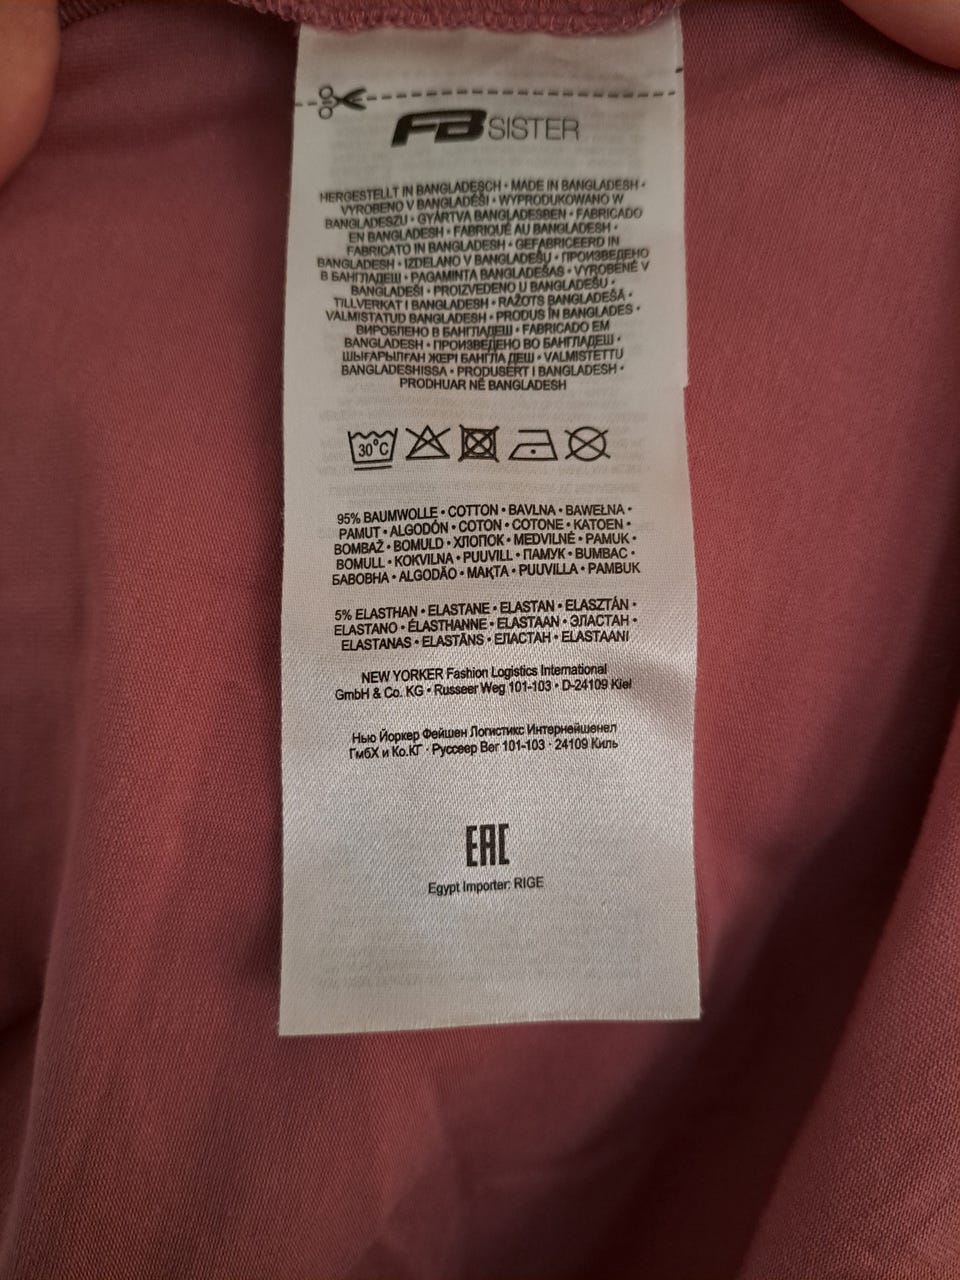 FB SISTER
HERGESTELLT IN BANGLADESCH • MADE IN BANGLADESH •
VYROBENO V BANGLADÉŠI • WYPRODUKOWANO W
BANGLADESZU • GYÁRTVA BANGLADESBEN • FABRICADO
EN BANGLADESH • FABRIQUÉ AU BANGLADESH •
FABRICATO IN BANGLADESH • GEFABRICEERD IN
BANGLADESH • IZDELANO V BANGLADEŠU • ПРОИЗВЕДЕНО
В БАНГЛАДЕШ • PAGAMINTA BANGLADEŠAS • VYROBENÉ V
BANGLADEŠI • PROIZVEDENO U BANGLADEŠU •
TILLVERKAT I BANGLADESH • RAŽOTS BANGLADEŠĀ •
VALMISTATUD BANGLADESH • PRODUS ÎN BANGLADES •
ВИРОБЛЕНО В БАНГЛАДЕШ • FABRICADO EM
BANGLADESH • ПРОИЗВЕДЕНО ВО БАНГЛАДЕШ •
ШЫҒАРЫЛҒАН ЖЕРІ БАНГЛА ДЕШ • VALMISTETTU
BANGLADESHISSA • PRODUSERT I BANGLADESH •
PRODHUAR NË BANGLADESH
30°C
95% BAUMWOLLE • COTTON • BAVLNA • BAWEŁNA •
PAMUT • ALGODÓN • COTON • COTONE • KATOEN •
BOMBAŽ • BOMULD • ХЛОПОК • MEDVILNĖ • PAMUK •
BOMULL • KOKVILNA • PUUVILL • ПАМУК • BUMBAC •
БАВОВНА • ALGODÃO • МАҚТА • PUUVILLA • PAMBUK
5% ELASTHAN • ELASTANE • ELASTAN • ELASZTÁN •
ELASTANO • ÉLASTHANNE • ELASTAAN • ЭЛАСТАН •
ELASTANAS • ELASTĀNS • ЕЛАСТАН • ELASTAANI
NEW YORKER Fashion Logistics International
GmbH & Co. KG • Russeer Weg 101-103 • D-24109 Kiel
Нью Йоркер Фейшен Логистикс Интернейшенел
ГмбХ и Ко.КГ · Руссеер Вег 101-103 · 24109 Киль
EAC
Egypt Importer: RIGE